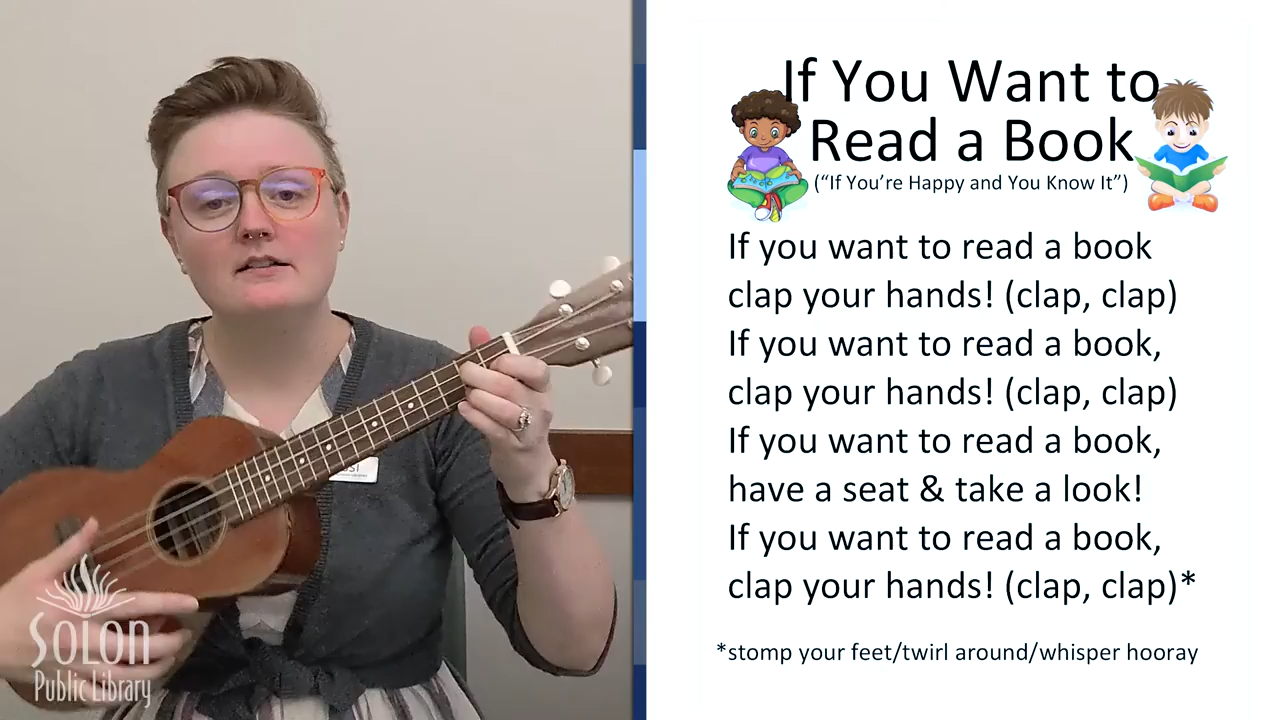 If You Want to
Read a Book
(“If You’re Happy and You Know It”)
If you want to read a book
clap your hands! (clap, clap)
If you want to read a book,
clap your hands! (clap, clap)
If you want to read a book,
have a seat & take a look!
If you want to read a book,
clap your hands! (clap, clap)*
*stomp your feet/twirl around/whisper hooray
SOLON
Public Library